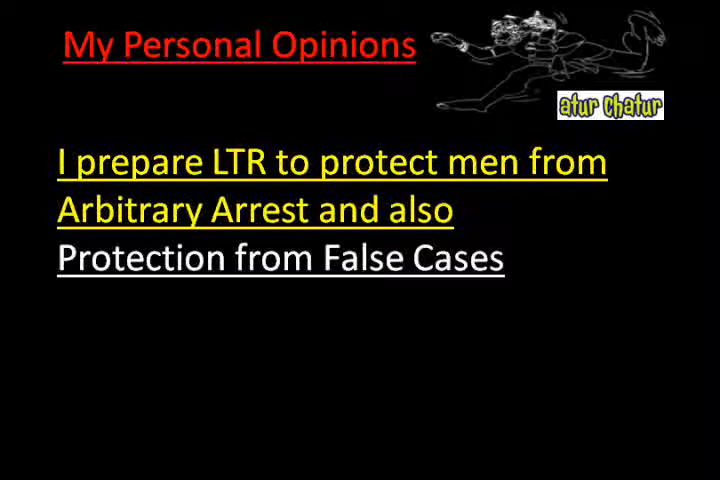 My Personal Opinions
atur chatur
I prepare LTR to protect men from
Arbitrary Arrest and also
Protection from False Cases